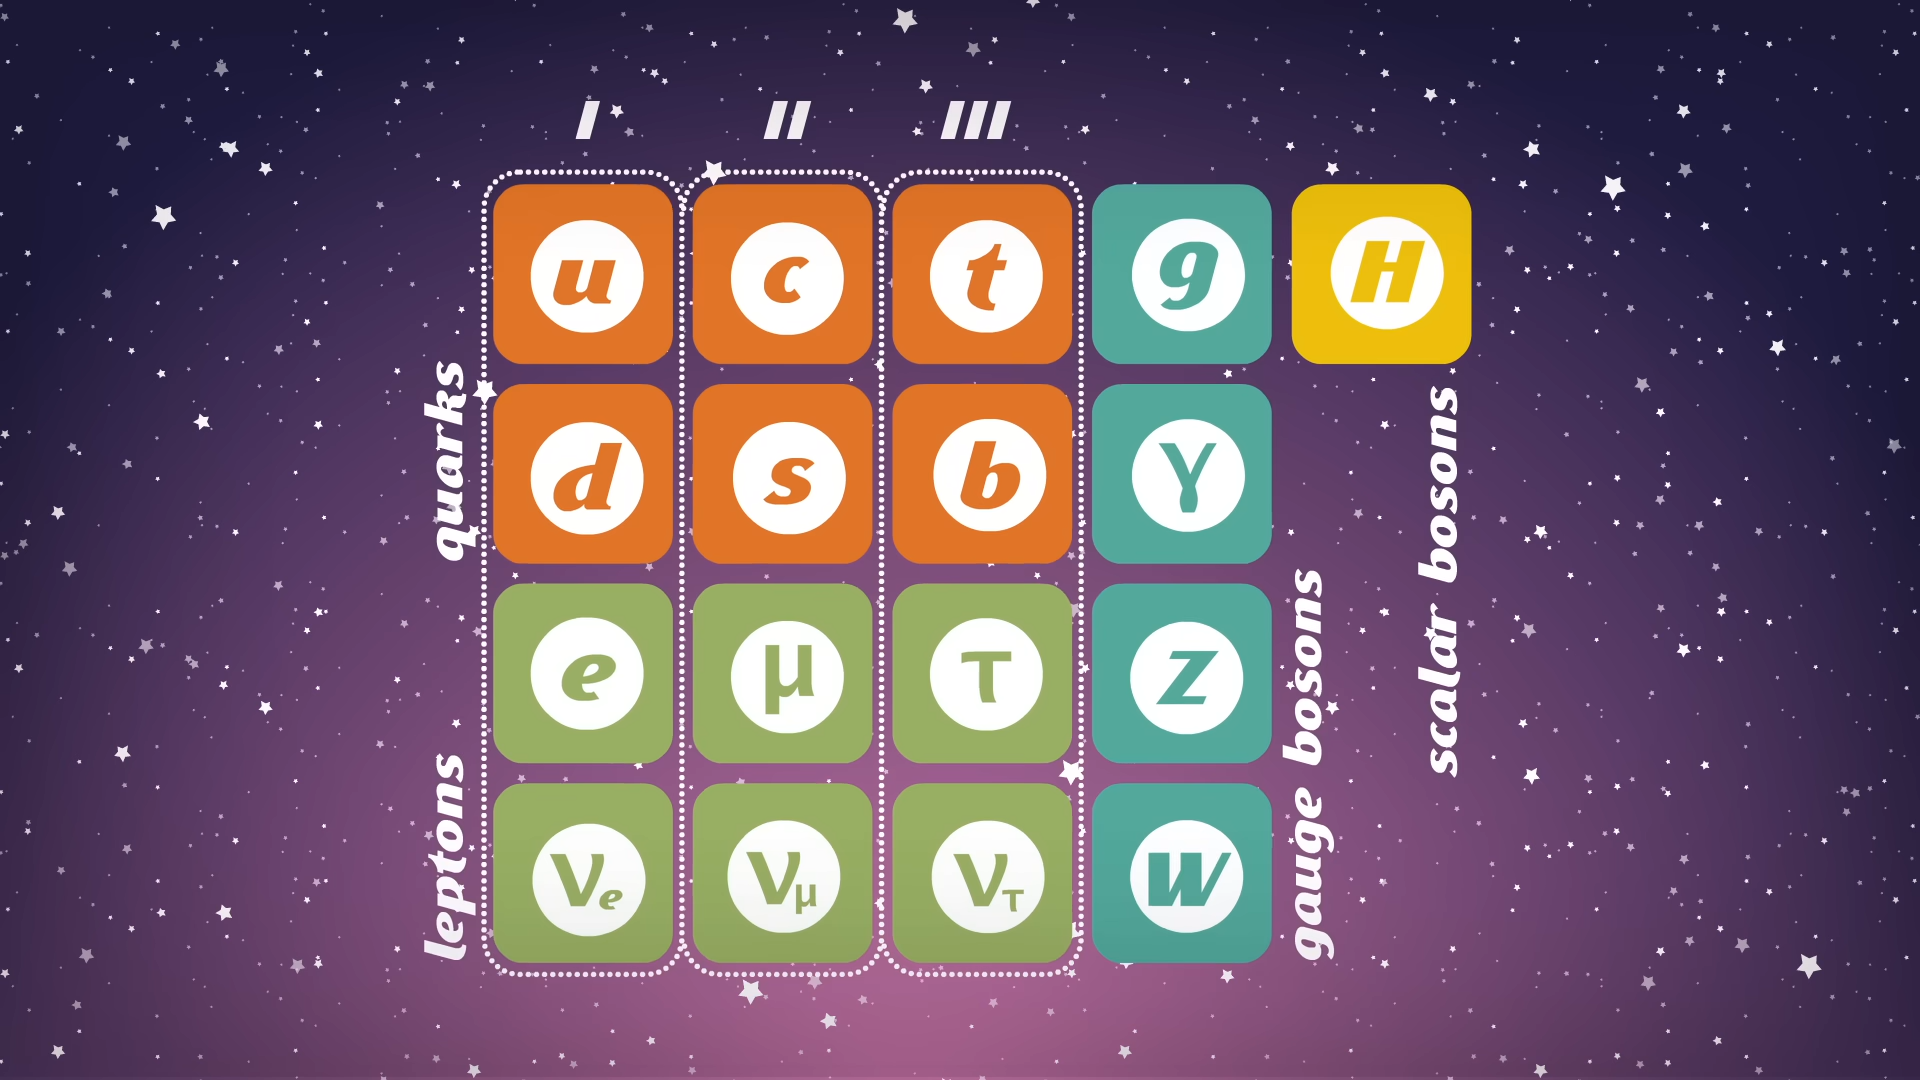 I II III
u c t g H
d s b γ
e μ τ Z
νe νμ ντ W
quarks
leptons
gauge bosons
scalar bosons